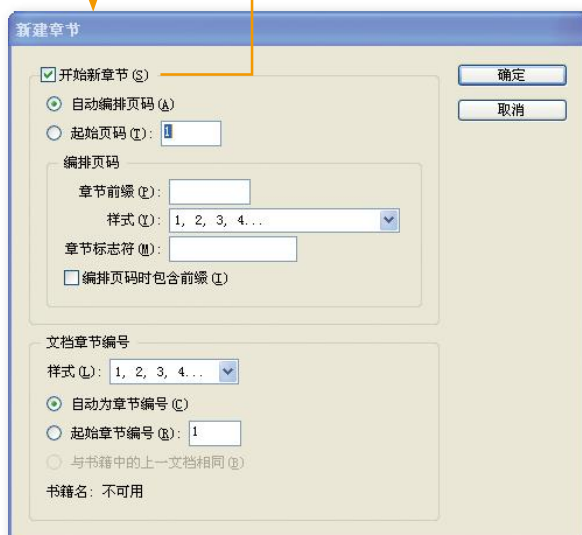 新建章节
开始新章节(S)
确定
自动编排页码(A)
取消
起始页码(T): 1
编排页码
章节前缀(P):
样式(Y): 1, 2, 3, 4...
章节标志符(M):
编排页码时包含前缀(I)
文档章节编号
样式(L): 1, 2, 3, 4...
自动为章节编号(C)
起始章节编号(R): 1
与书籍中的上一文档相同(B)
书籍名: 不可用